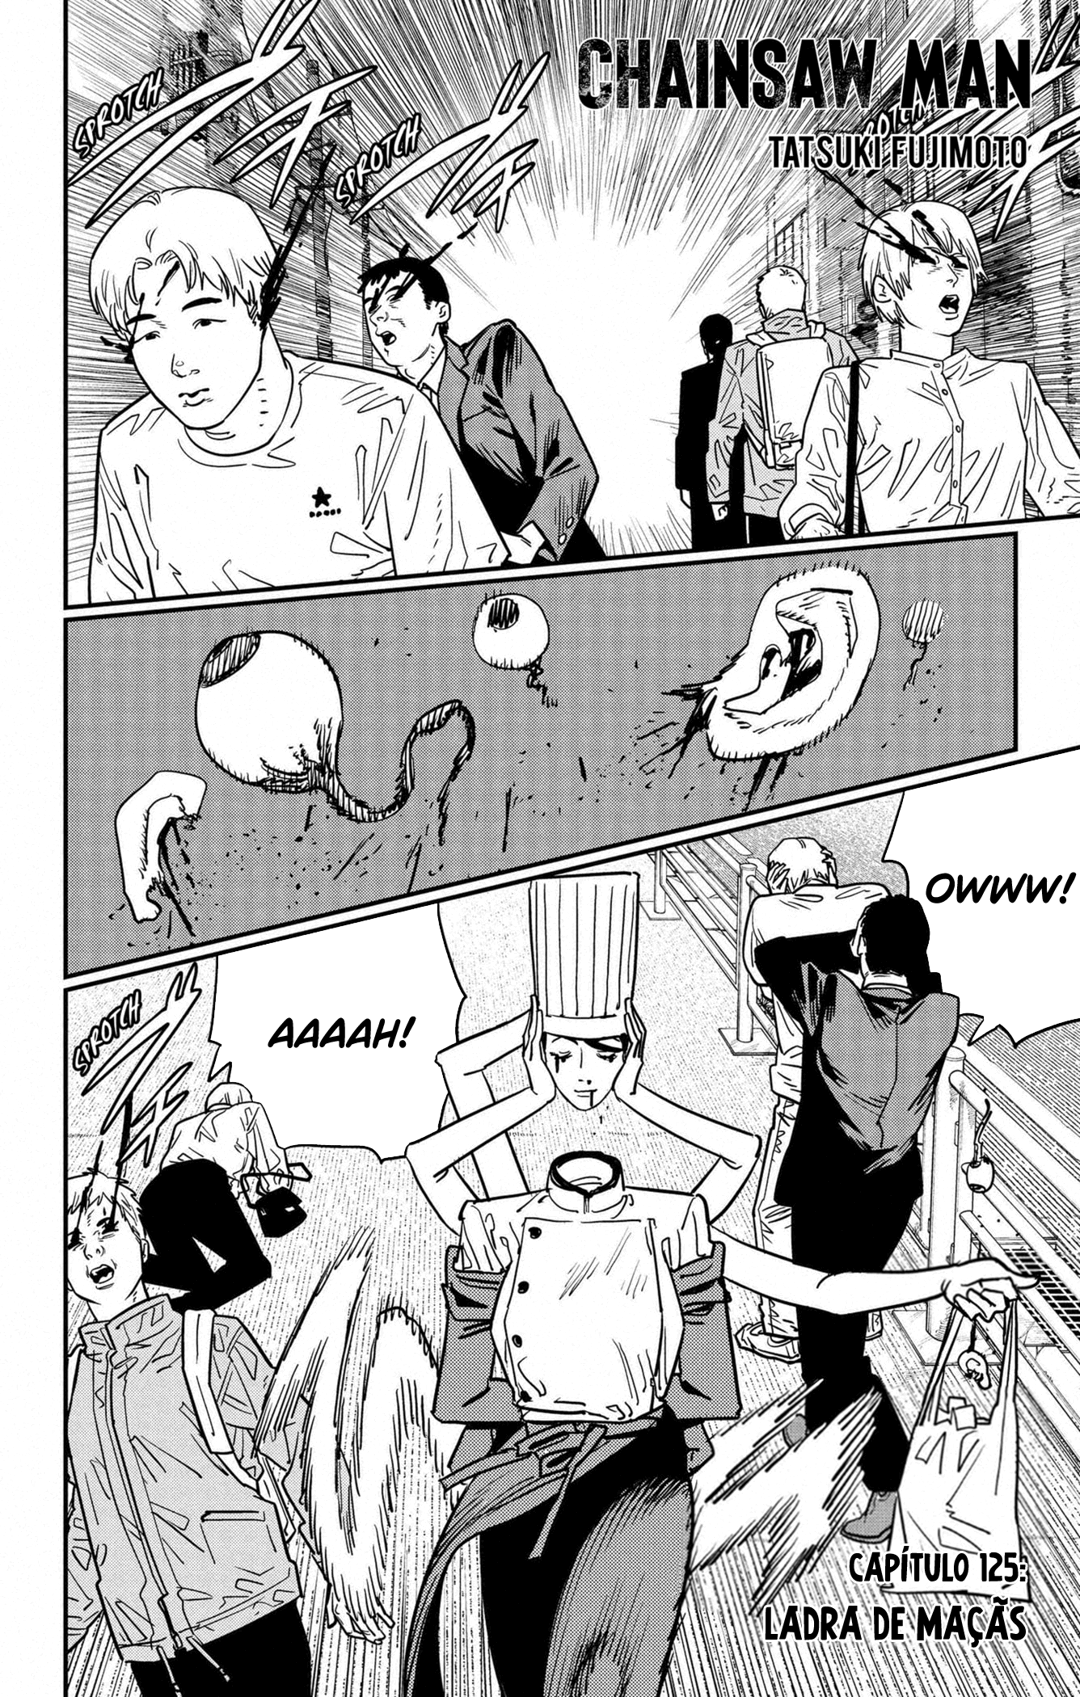 CHAINSAW MAN
TATSUKI FUJIMOTO
SPROTCH
SPROTCH
OWWW!
AAAAH!
SPROTCH
CAPÍTULO 125:
LADRA DE MAÇÃS